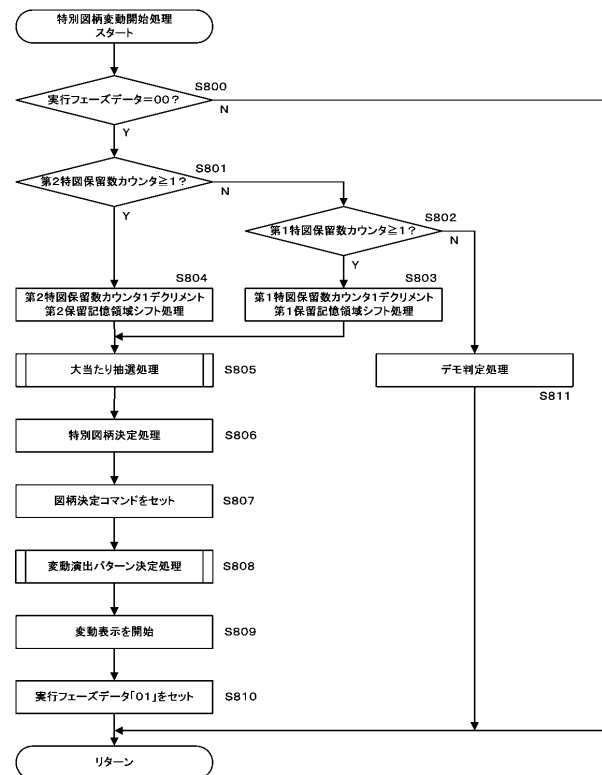 特別図柄変動開始処理
スタート
S800
実行フェーズデータ=00?
N
Y
S801
第2特図保留数カウンタ≧1?
N
Y
S802
第1特図保留数カウンタ≧1?
N
Y
S804
第2特図保留数カウンタ1デクリメント
第2保留記憶領域シフト処理
S803
第1特図保留数カウンタ1デクリメント
第1保留記憶領域シフト処理
大当たり抽選処理
S805
デモ判定処理
S811
特別図柄決定処理
S806
図柄決定コマンドをセット
S807
変動演出パターン決定処理
S808
変動表示を開始
S809
実行フェーズデータ「01」をセット
S810
リターン